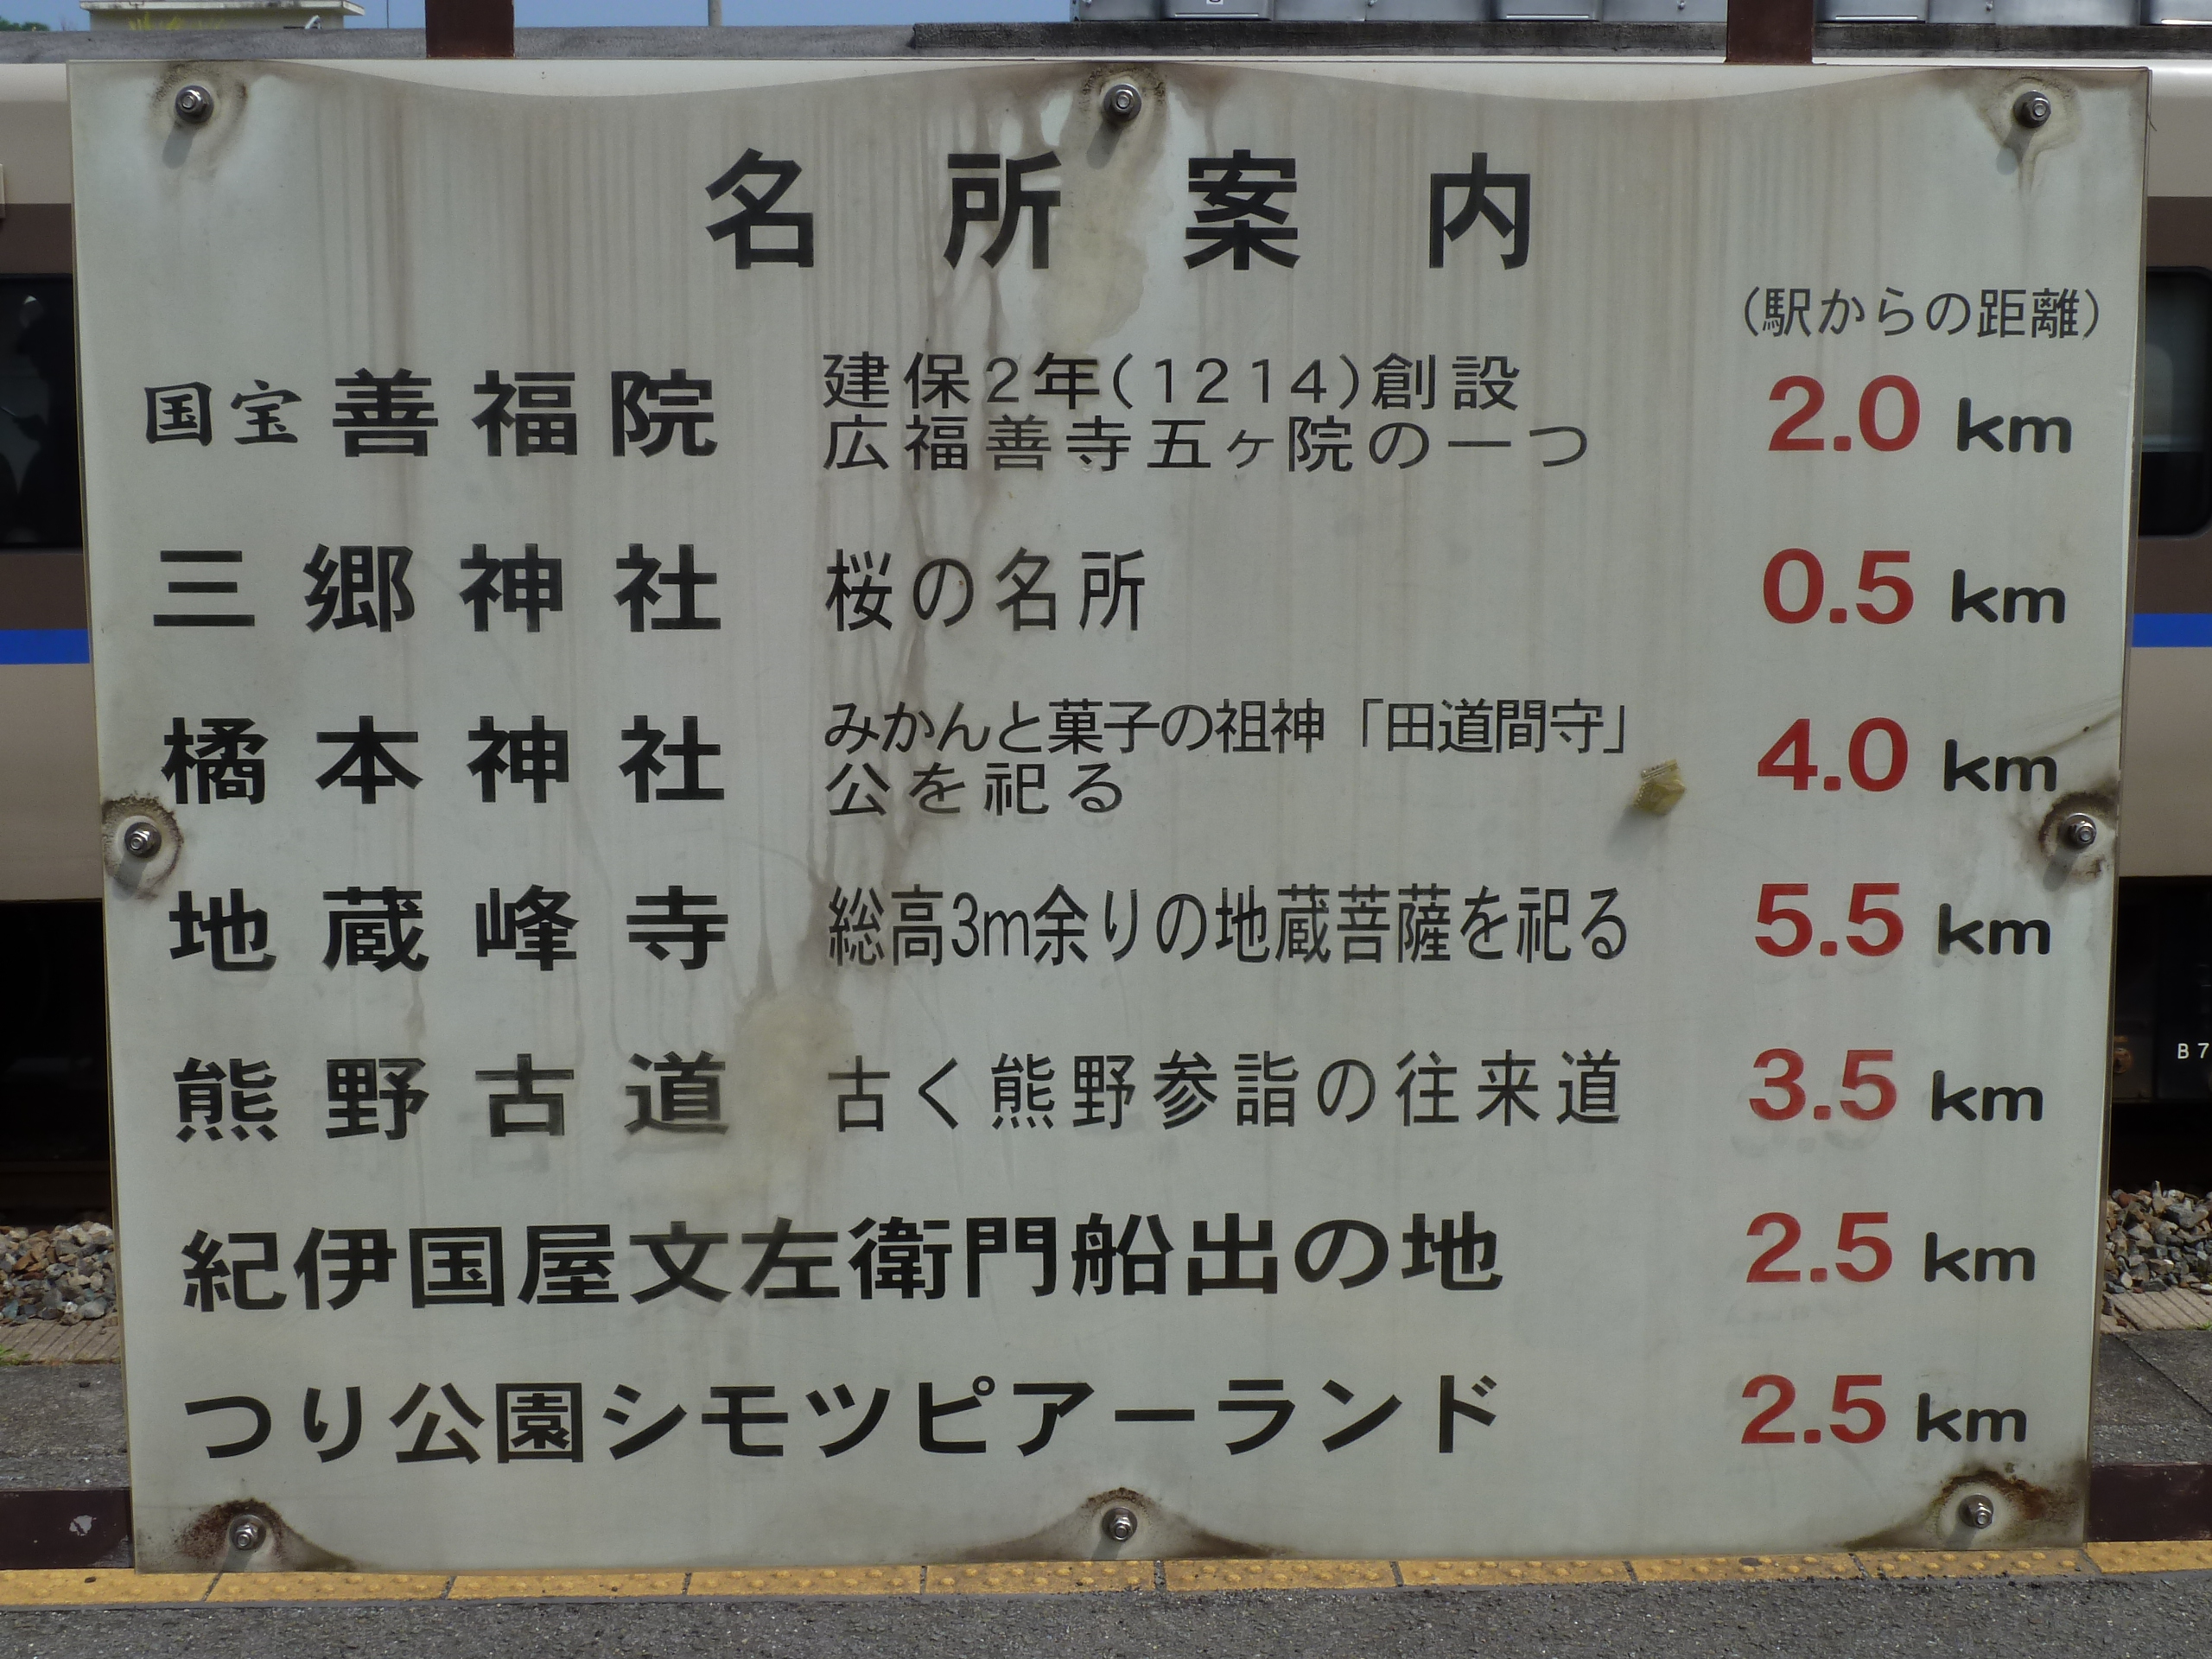 名所案内
(駅からの距離)
国宝 善福院 建保2年(1214)創設
広福善寺五ヶ院の一つ 2.0 km
三郷神社 桜の名所 0.5 km
橘本神社 みかんと菓子の祖神「田道間守」
公を祀る 4.0 km
地蔵峰寺 総高3m余りの地蔵菩薩を祀る 5.5 km
熊野古道 古く熊野参詣の往来道 3.5 km
紀伊国屋文左衛門船出の地 2.5 km
つり公園シモツピアーランド 2.5 km
B 7